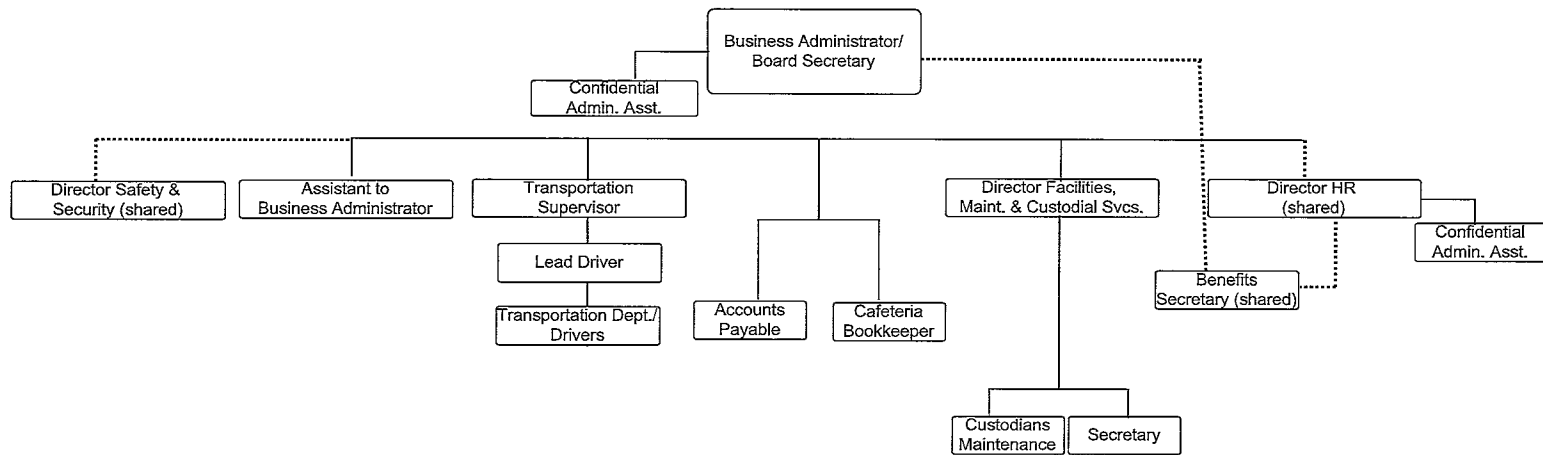 Business Administrator/
Board Secretary
Confidential
Admin. Asst.
Director Safety &
Security (shared)
Assistant to
Business Administrator
Transportation
Supervisor
Director Facilities,
Maint. & Custodial Svcs.
Director HR
(shared)
Confidential
Admin. Asst.
Lead Driver
Benefits
Secretary (shared)
Transportation Dept./
Drivers
Accounts
Payable
Cafeteria
Bookkeeper
Custodians
Maintenance
Secretary